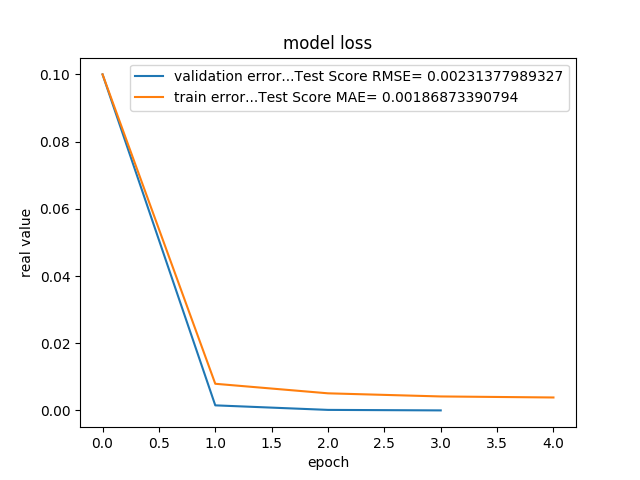 model loss
validation error...Test Score RMSE= 0.00231377989327
train error...Test Score MAE= 0.00186873390794
0.10
0.08
0.06
0.04
0.02
0.00
real value
0.0 0.5 1.0 1.5 2.0 2.5 3.0 3.5 4.0
epoch